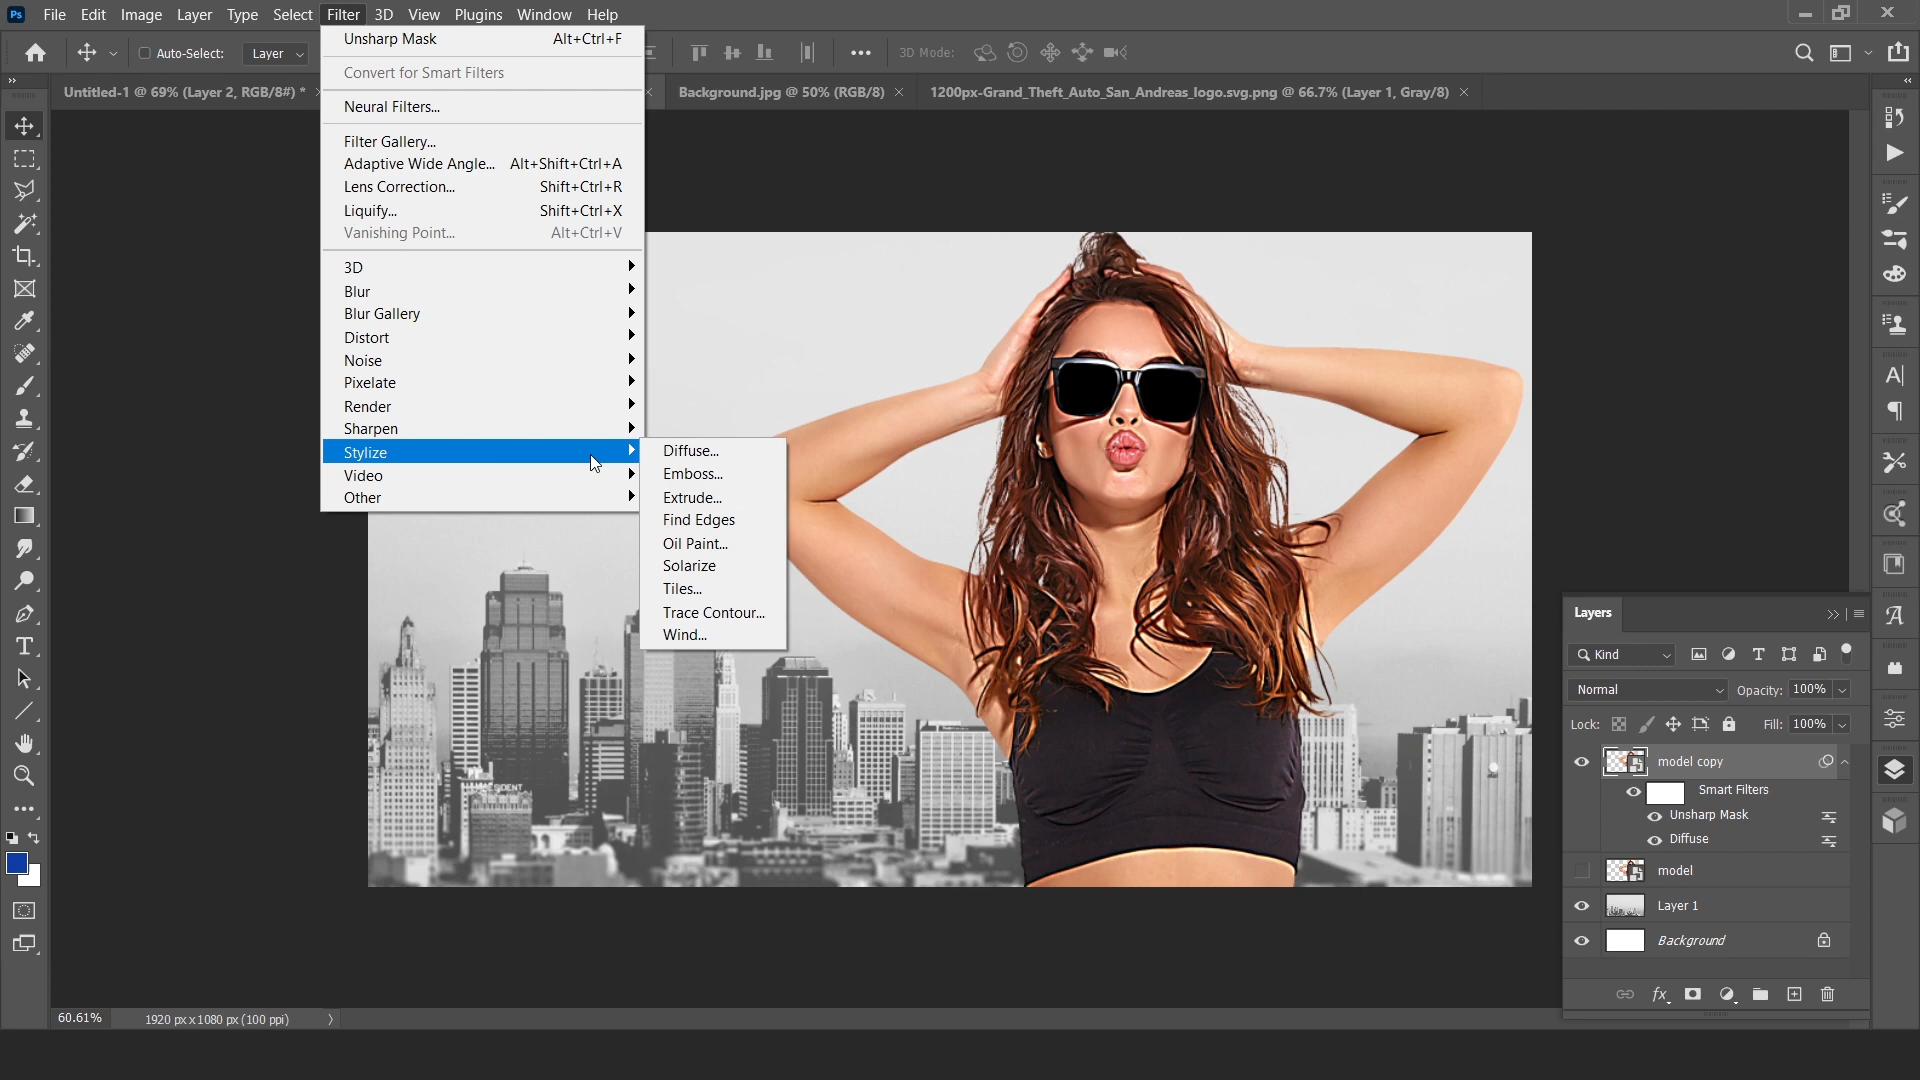 Ps File Edit Image Layer Type Select Filter 3D View Plugins Window Help
Auto-Select: Layer 3D Mode:
Untitled-1 @ 69% (Layer 2, RGB/8#) * Background.jpg @ 50% (RGB/8) 1200px-Grand_Theft_Auto_San_Andreas_logo.svg.png @ 66.7% (Layer 1, Gray/8)
Unsharp Mask Alt+Ctrl+F
Convert for Smart Filters
Neural Filters...
Filter Gallery...
Adaptive Wide Angle... Alt+Shift+Ctrl+A
Lens Correction... Shift+Ctrl+R
Liquify... Shift+Ctrl+X
Vanishing Point... Alt+Ctrl+V
3D
Blur
Blur Gallery
Distort
Noise
Pixelate
Render
Sharpen
Stylize
Video
Other
Diffuse...
Emboss...
Extrude...
Find Edges
Oil Paint...
Solarize
Tiles...
Trace Contour...
Wind...
Layers
Kind
Normal Opacity: 100%
Lock: Fill: 100%
model copy
Smart Filters
Unsharp Mask
Diffuse
model
Layer 1
Background
fx
60.61% 1920 px x 1080 px (100 ppi)